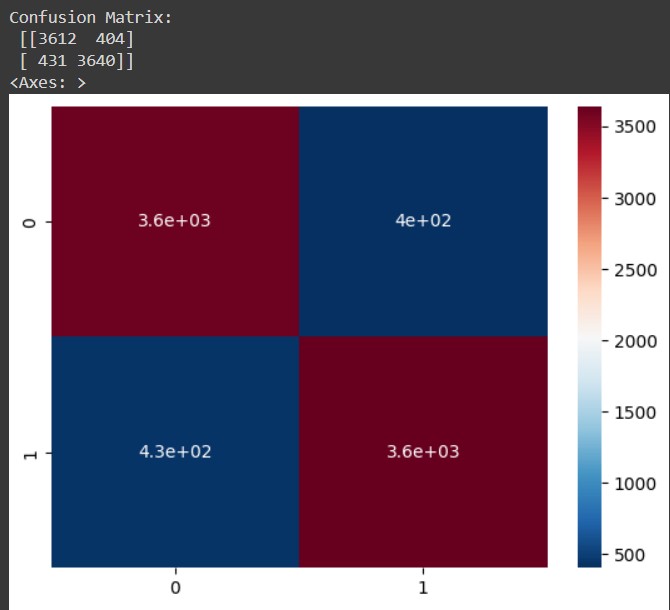 Confusion Matrix:
[[3612  404]
[ 431 3640]]
<Axes: >
3500
0
3.6e+03
4e+02
3000
2500
2000
1500
1
4.3e+02
3.6e+03
1000
500
0
1